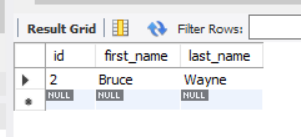 Result Grid Filter Rows:
id first_name last_name
2 Bruce Wayne
NULL NULL NULL